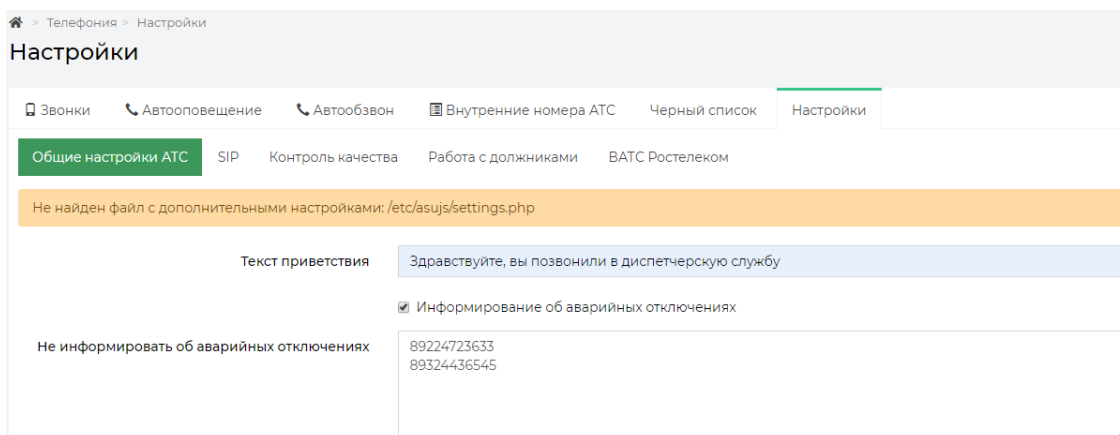 > Телефония > Настройки
Настройки
Звонки Автооповещение Автообзвон Внутренние номера АТС Черный список Настройки
Общие настройки АТС SIP Контроль качества Работа с должниками ВАТС Ростелеком
Не найден файл с дополнительными настройками: /etc/asujs/settings.php
Текст приветствия Здравствуйте, вы позвонили в диспетчерскую службу
Информирование об аварийных отключениях
Не информировать об аварийных отключениях 89224723633
89324436545